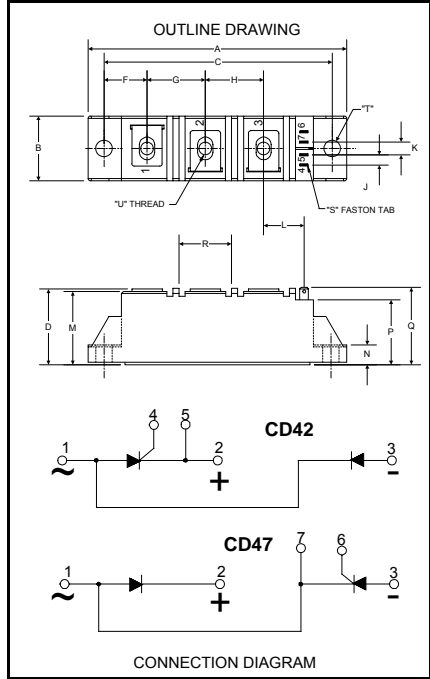 OUTLINE DRAWING
A
C
F G H
"T"
B
1 2 3
4 5 7 6
K
J
"U" THREAD
"S" FASTON TAB
L
R
D M N P Q
4 5
CD42
1 ~ 2 + 3 -
CD47
7 6
1 ~ 2 + 3 -
CONNECTION DIAGRAM